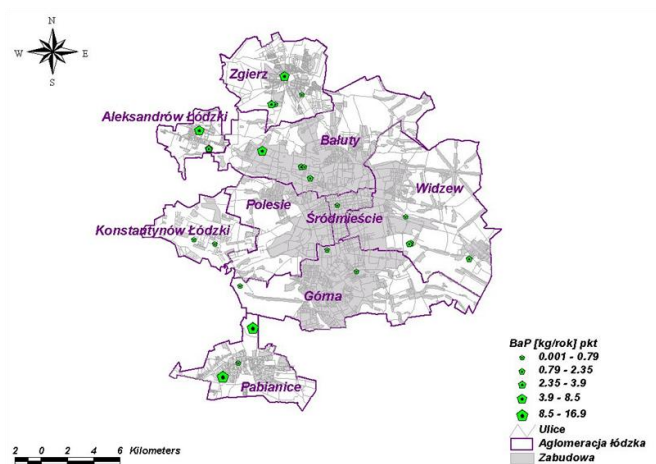 N
W E
S
Zgierz
Aleksandrów Łódzki
Bałuty
Widzew
Polesie
Śródmieście
Konstantynów Łódzki
Górna
Pabianice
BaP [kg/rok] pkt
0.001 - 0.79
0.79 - 2.35
2.35 - 3.9
3.9 - 8.5
8.5 - 16.9
Ulice
Aglomeracja łódzka
Zabudowa
2 0 2 4 6 Kilometers